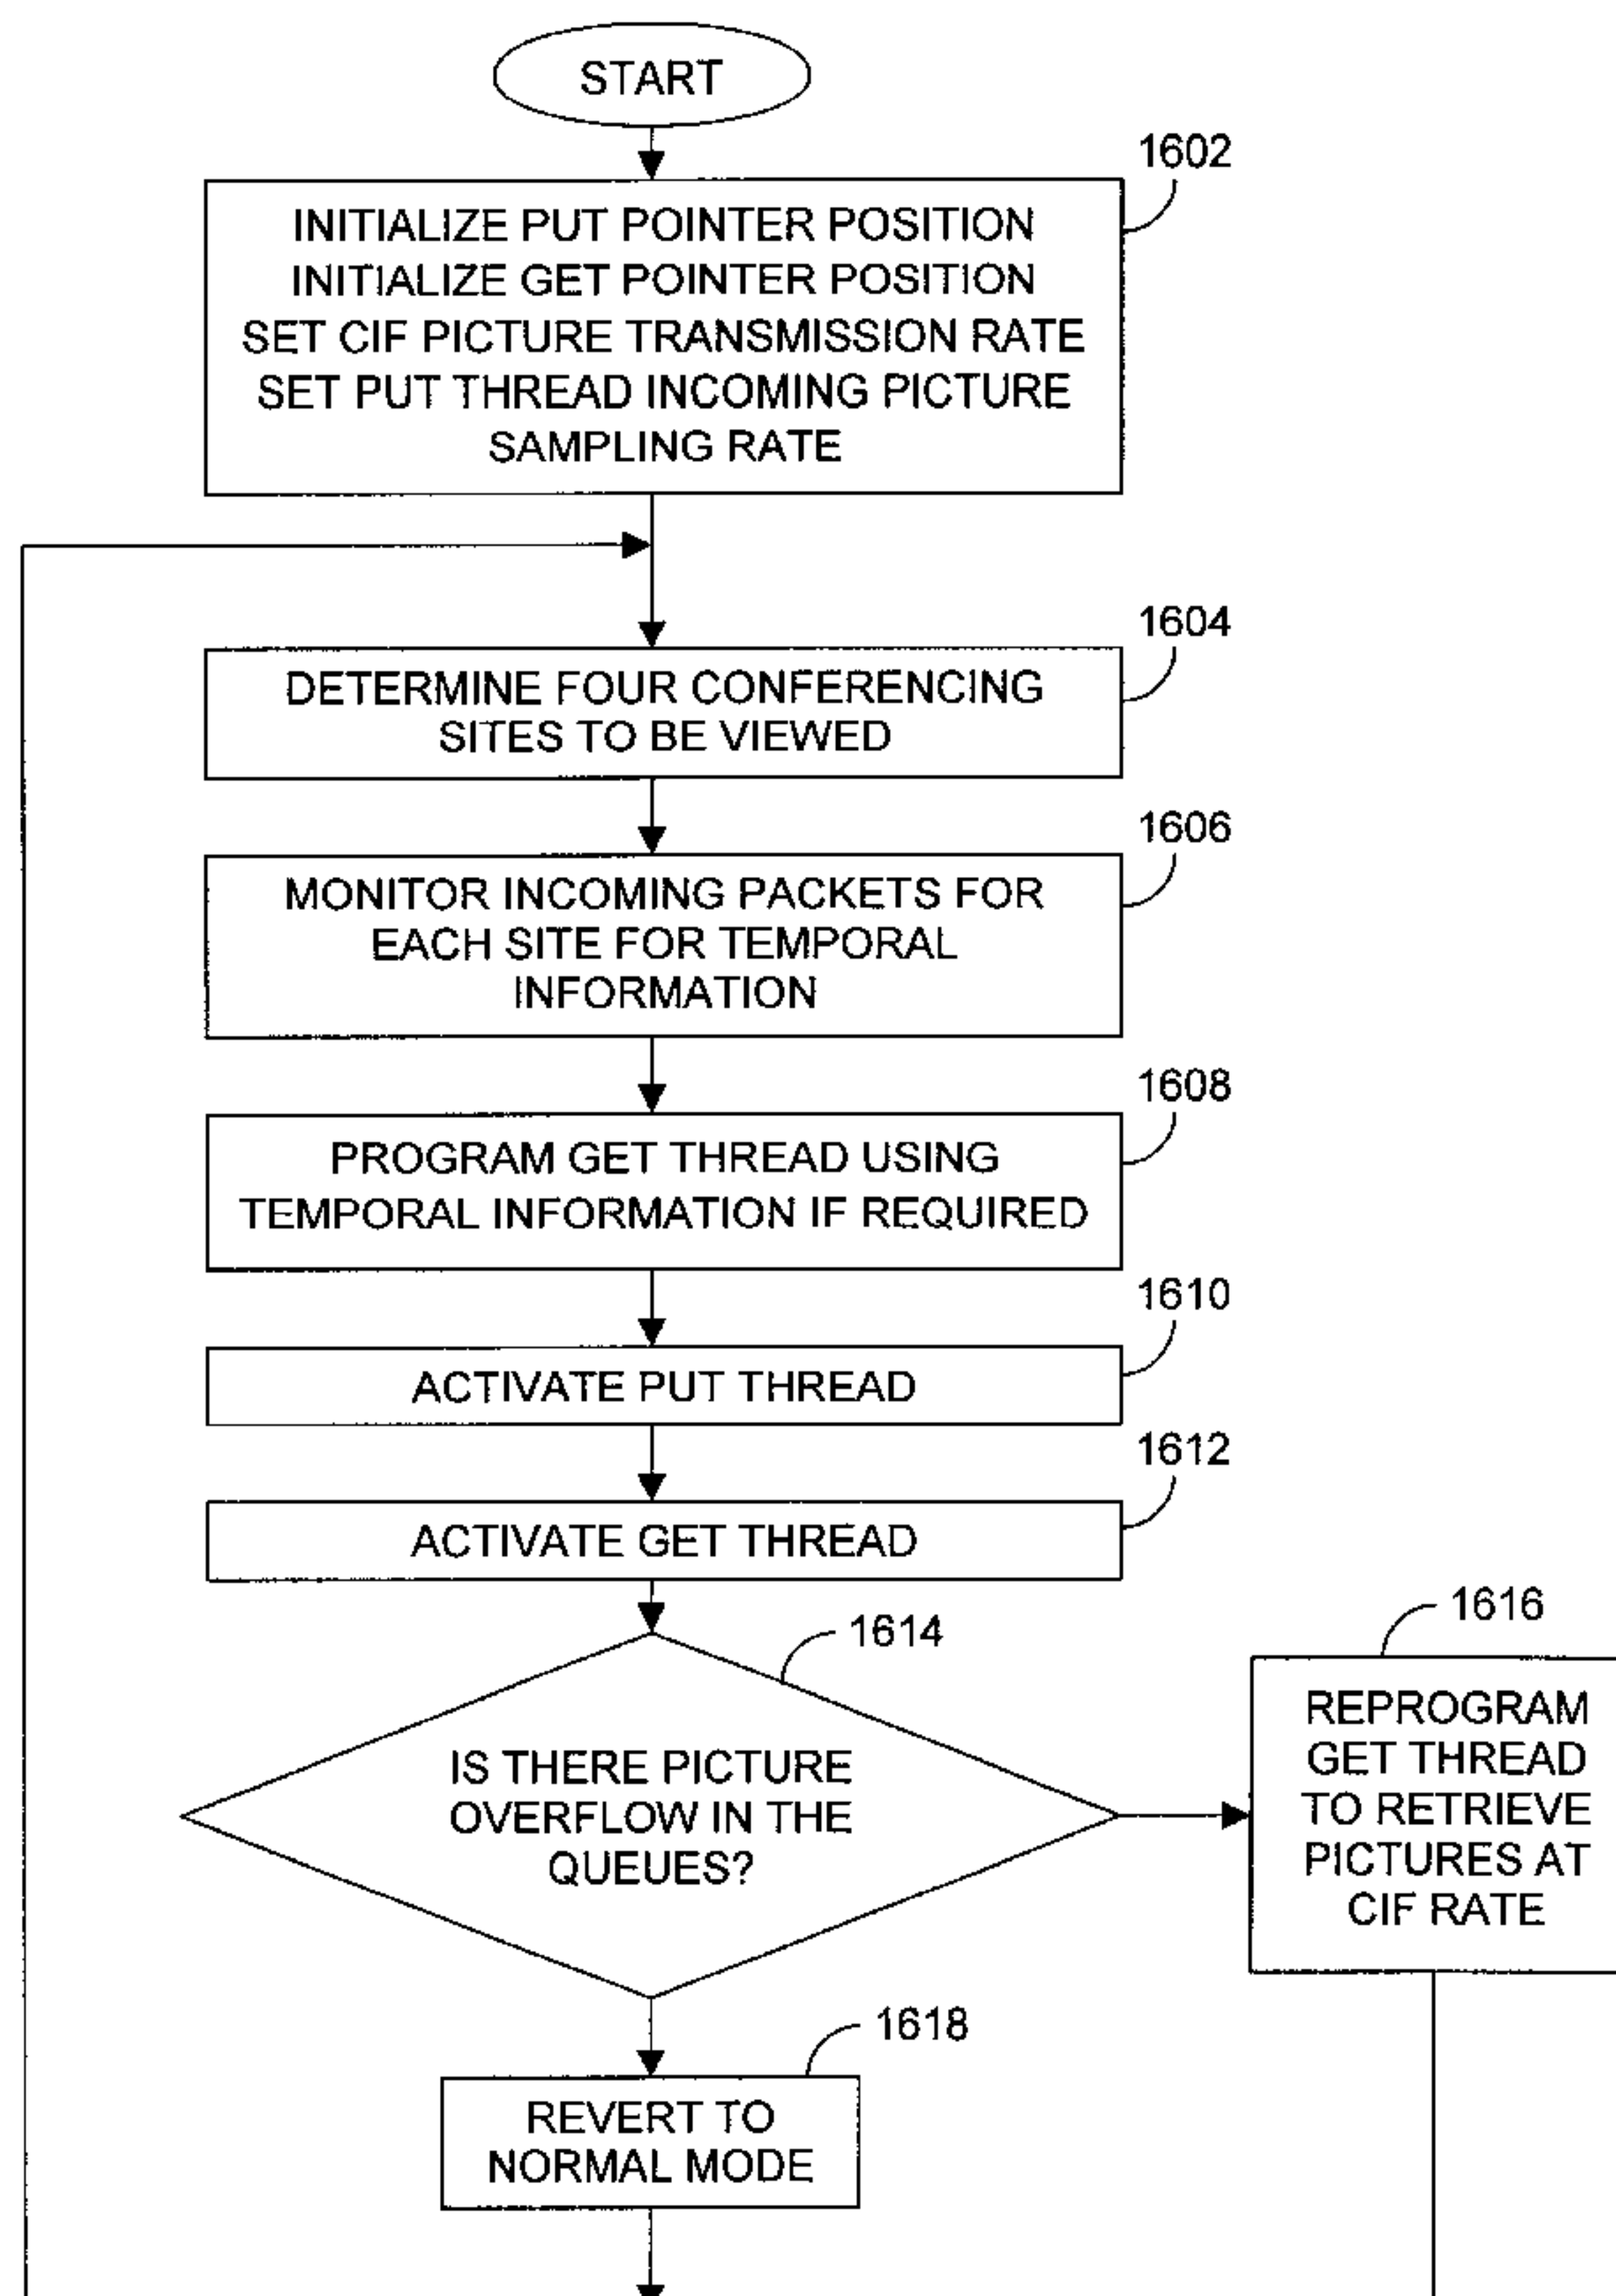 START
1602
INITIALIZE PUT POINTER POSITION
INITIALIZE GET POINTER POSITION
SET CIF PICTURE TRANSMISSION RATE
SET PUT THREAD INCOMING PICTURE
SAMPLING RATE
1604
DETERMINE FOUR CONFERENCING
SITES TO BE VIEWED
1606
MONITOR INCOMING PACKETS FOR
EACH SITE FOR TEMPORAL
INFORMATION
1608
PROGRAM GET THREAD USING
TEMPORAL INFORMATION IF REQUIRED
1610
ACTIVATE PUT THREAD
1612
ACTIVATE GET THREAD
1614
IS THERE PICTURE
OVERFLOW IN THE
QUEUES?
1616
REPROGRAM
GET THREAD
TO RETRIEVE
PICTURES AT
CIF RATE
1618
REVERT TO
NORMAL MODE